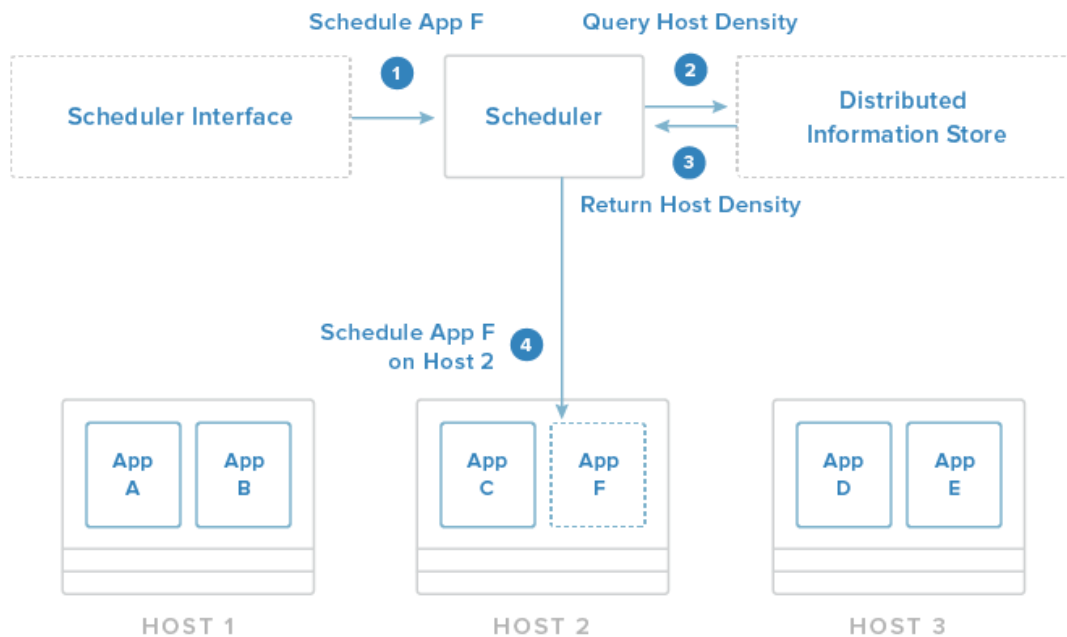 Schedule App F
Query Host Density
1
2
Scheduler Interface
Scheduler
Distributed
Information Store
3
Return Host Density
Schedule App F
on Host 2
4
App
A
App
B
App
C
App
F
App
D
App
E
HOST 1
HOST 2
HOST 3